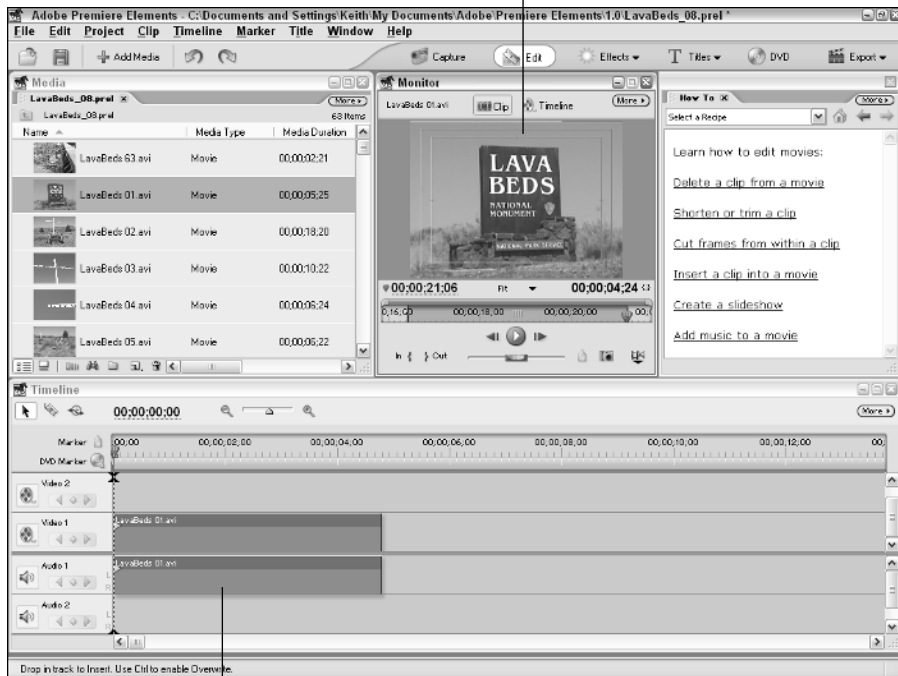 Adobe Premiere Elements - C:\Documents and Settings\Keith\My Documents\Adobe\Premiere Elements\1.0\LavaBeds_08.prel *
File Edit Project Clip Timeline Marker Title Window Help
Add Media Capture Edit Effects Titles DVD Export
Media
LavaBeds_08.prel
More
LavaBeds_08.prel 63 Items
Name Media Type Media Duration
LavaBeds 63.avi Movie 00;00;02;21
LavaBeds 01.avi Movie 00;00;05;25
LavaBeds 02.avi Movie 00;00;18;20
LavaBeds 03.avi Movie 00;00;10;22
LavaBeds 04.avi Movie 00;00;06;24
LavaBeds 05.avi Movie 00;00;06;22
Monitor
LavaBeds 01.avi Clip Timeline More
LAVA
BEDS
NATIONAL
MONUMENT
NATIONAL PARK SERVICE
00;00;21;06 Fit 00;00;04;24
0;16;00 00;00;18;00 00;00;20;00 00;0
In { } Out
How To
More
Select a Recipe
Learn how to edit movies:
Delete a clip from a movie
Shorten or trim a clip
Cut frames from within a clip
Insert a clip into a movie
Create a slideshow
Add music to a movie
Timeline
00;00;00;00
More
Marker
DVD Marker
00;00 00;00;02;00 00;00;04;00 00;00;06;00 00;00;08;00 00;00;10;00 00;00;12;00 00;
Video 2
Video 1
LavaBeds 01.avi
Audio 1
L
R
LavaBeds 01.avi
Audio 2
L
R
Drop in track to Insert. Use Ctrl to enable Overwrite.